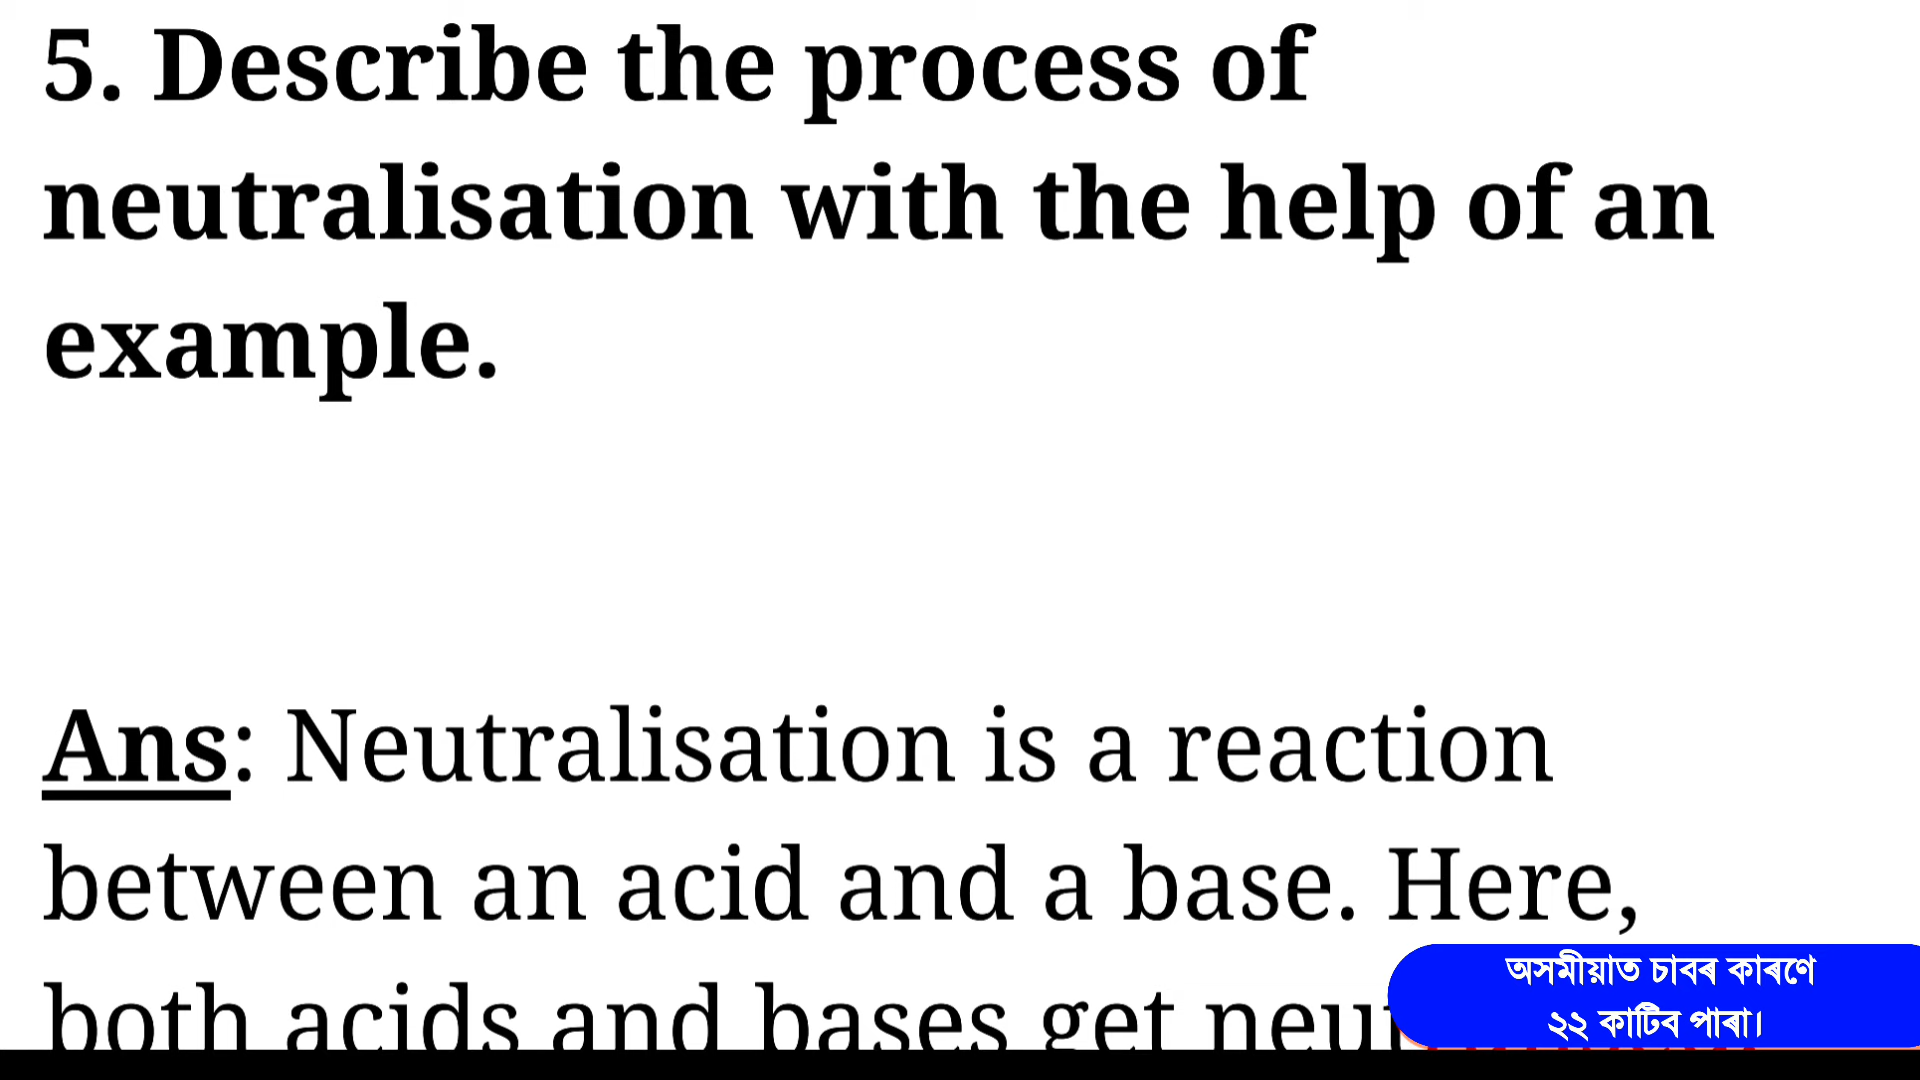 5. Describe the process of
neutralisation with the help of an
example.
Ans: Neutralisation is a reaction
between an acid and a base. Here,
both acids and bases get
অসমীয়াত চাবৰ কাৰণে
২২ কাটিব পাৰা।